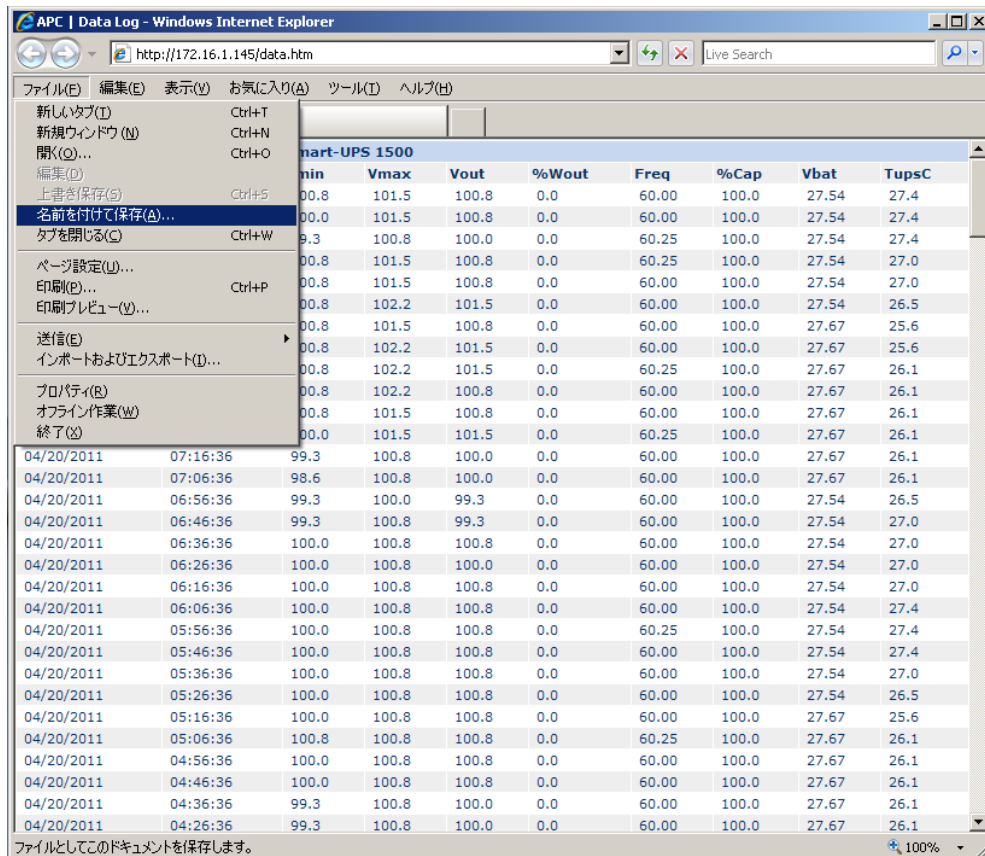 APC | Data Log - Windows Internet Explorer
http://172.16.1.145/data.htm Live Search
ファイル(F) 編集(E) 表示(V) お気に入り(A) ツール(T) ヘルプ(H)
新しいタブ(T) Ctrl+T
新規ウィンドウ(N) Ctrl+N
開く(O)... Ctrl+O
編集(D)
上書き保存(S) Ctrl+S
名前を付けて保存(A)...
タブを閉じる(C) Ctrl+W
ページ設定(U)...
印刷(P)... Ctrl+P
印刷プレビュー(V)...
送信(E)
インポートおよびエクスポート(I)...
プロパティ(R)
オフライン作業(W)
終了(X)
mart-UPS 1500
min Vmax Vout %Wout Freq %Cap Vbat TupsC
00.8 101.5 100.8 0.0 60.00 100.0 27.54 27.4
00.0 101.5 100.8 0.0 60.00 100.0 27.54 27.4
9.3 100.8 100.0 0.0 60.25 100.0 27.54 27.4
00.8 101.5 100.8 0.0 60.25 100.0 27.54 27.0
00.8 101.5 100.8 0.0 60.00 100.0 27.54 27.0
00.8 102.2 101.5 0.0 60.00 100.0 27.54 26.5
00.8 101.5 100.8 0.0 60.00 100.0 27.67 25.6
00.8 102.2 101.5 0.0 60.00 100.0 27.67 25.6
00.8 102.2 101.5 0.0 60.25 100.0 27.67 26.1
00.8 102.2 100.8 0.0 60.00 100.0 27.67 26.1
00.8 101.5 100.8 0.0 60.00 100.0 27.67 26.1
00.0 101.5 101.5 0.0 60.25 100.0 27.67 26.1
04/20/2011 07:16:36 99.3 100.8 100.0 0.0 60.00 100.0 27.67 26.1
04/20/2011 07:06:36 98.6 100.8 100.0 0.0 60.00 100.0 27.67 26.1
04/20/2011 06:56:36 99.3 100.0 99.3 0.0 60.00 100.0 27.54 26.5
04/20/2011 06:46:36 99.3 100.8 99.3 0.0 60.00 100.0 27.54 27.0
04/20/2011 06:36:36 100.0 100.8 100.8 0.0 60.00 100.0 27.54 27.0
04/20/2011 06:26:36 100.0 100.8 100.8 0.0 60.00 100.0 27.54 27.0
04/20/2011 06:16:36 100.0 100.8 100.8 0.0 60.00 100.0 27.54 27.0
04/20/2011 06:06:36 100.0 100.8 100.8 0.0 60.00 100.0 27.54 27.4
04/20/2011 05:56:36 100.0 100.8 100.8 0.0 60.25 100.0 27.54 27.4
04/20/2011 05:46:36 100.0 100.8 100.8 0.0 60.00 100.0 27.54 27.4
04/20/2011 05:36:36 100.0 100.8 100.8 0.0 60.00 100.0 27.54 27.0
04/20/2011 05:26:36 100.0 100.8 100.8 0.0 60.00 100.0 27.54 26.5
04/20/2011 05:16:36 100.0 100.8 100.8 0.0 60.00 100.0 27.67 25.6
04/20/2011 05:06:36 100.8 100.8 100.8 0.0 60.25 100.0 27.67 26.1
04/20/2011 04:56:36 100.0 100.8 100.8 0.0 60.00 100.0 27.67 26.1
04/20/2011 04:46:36 100.0 100.8 100.8 0.0 60.00 100.0 27.67 26.1
04/20/2011 04:36:36 99.3 100.8 100.0 0.0 60.00 100.0 27.67 26.1
04/20/2011 04:26:36 99.3 100.8 100.0 0.0 60.00 100.0 27.67 26.1
ファイルとしてこのドキュメントを保存します。 100%